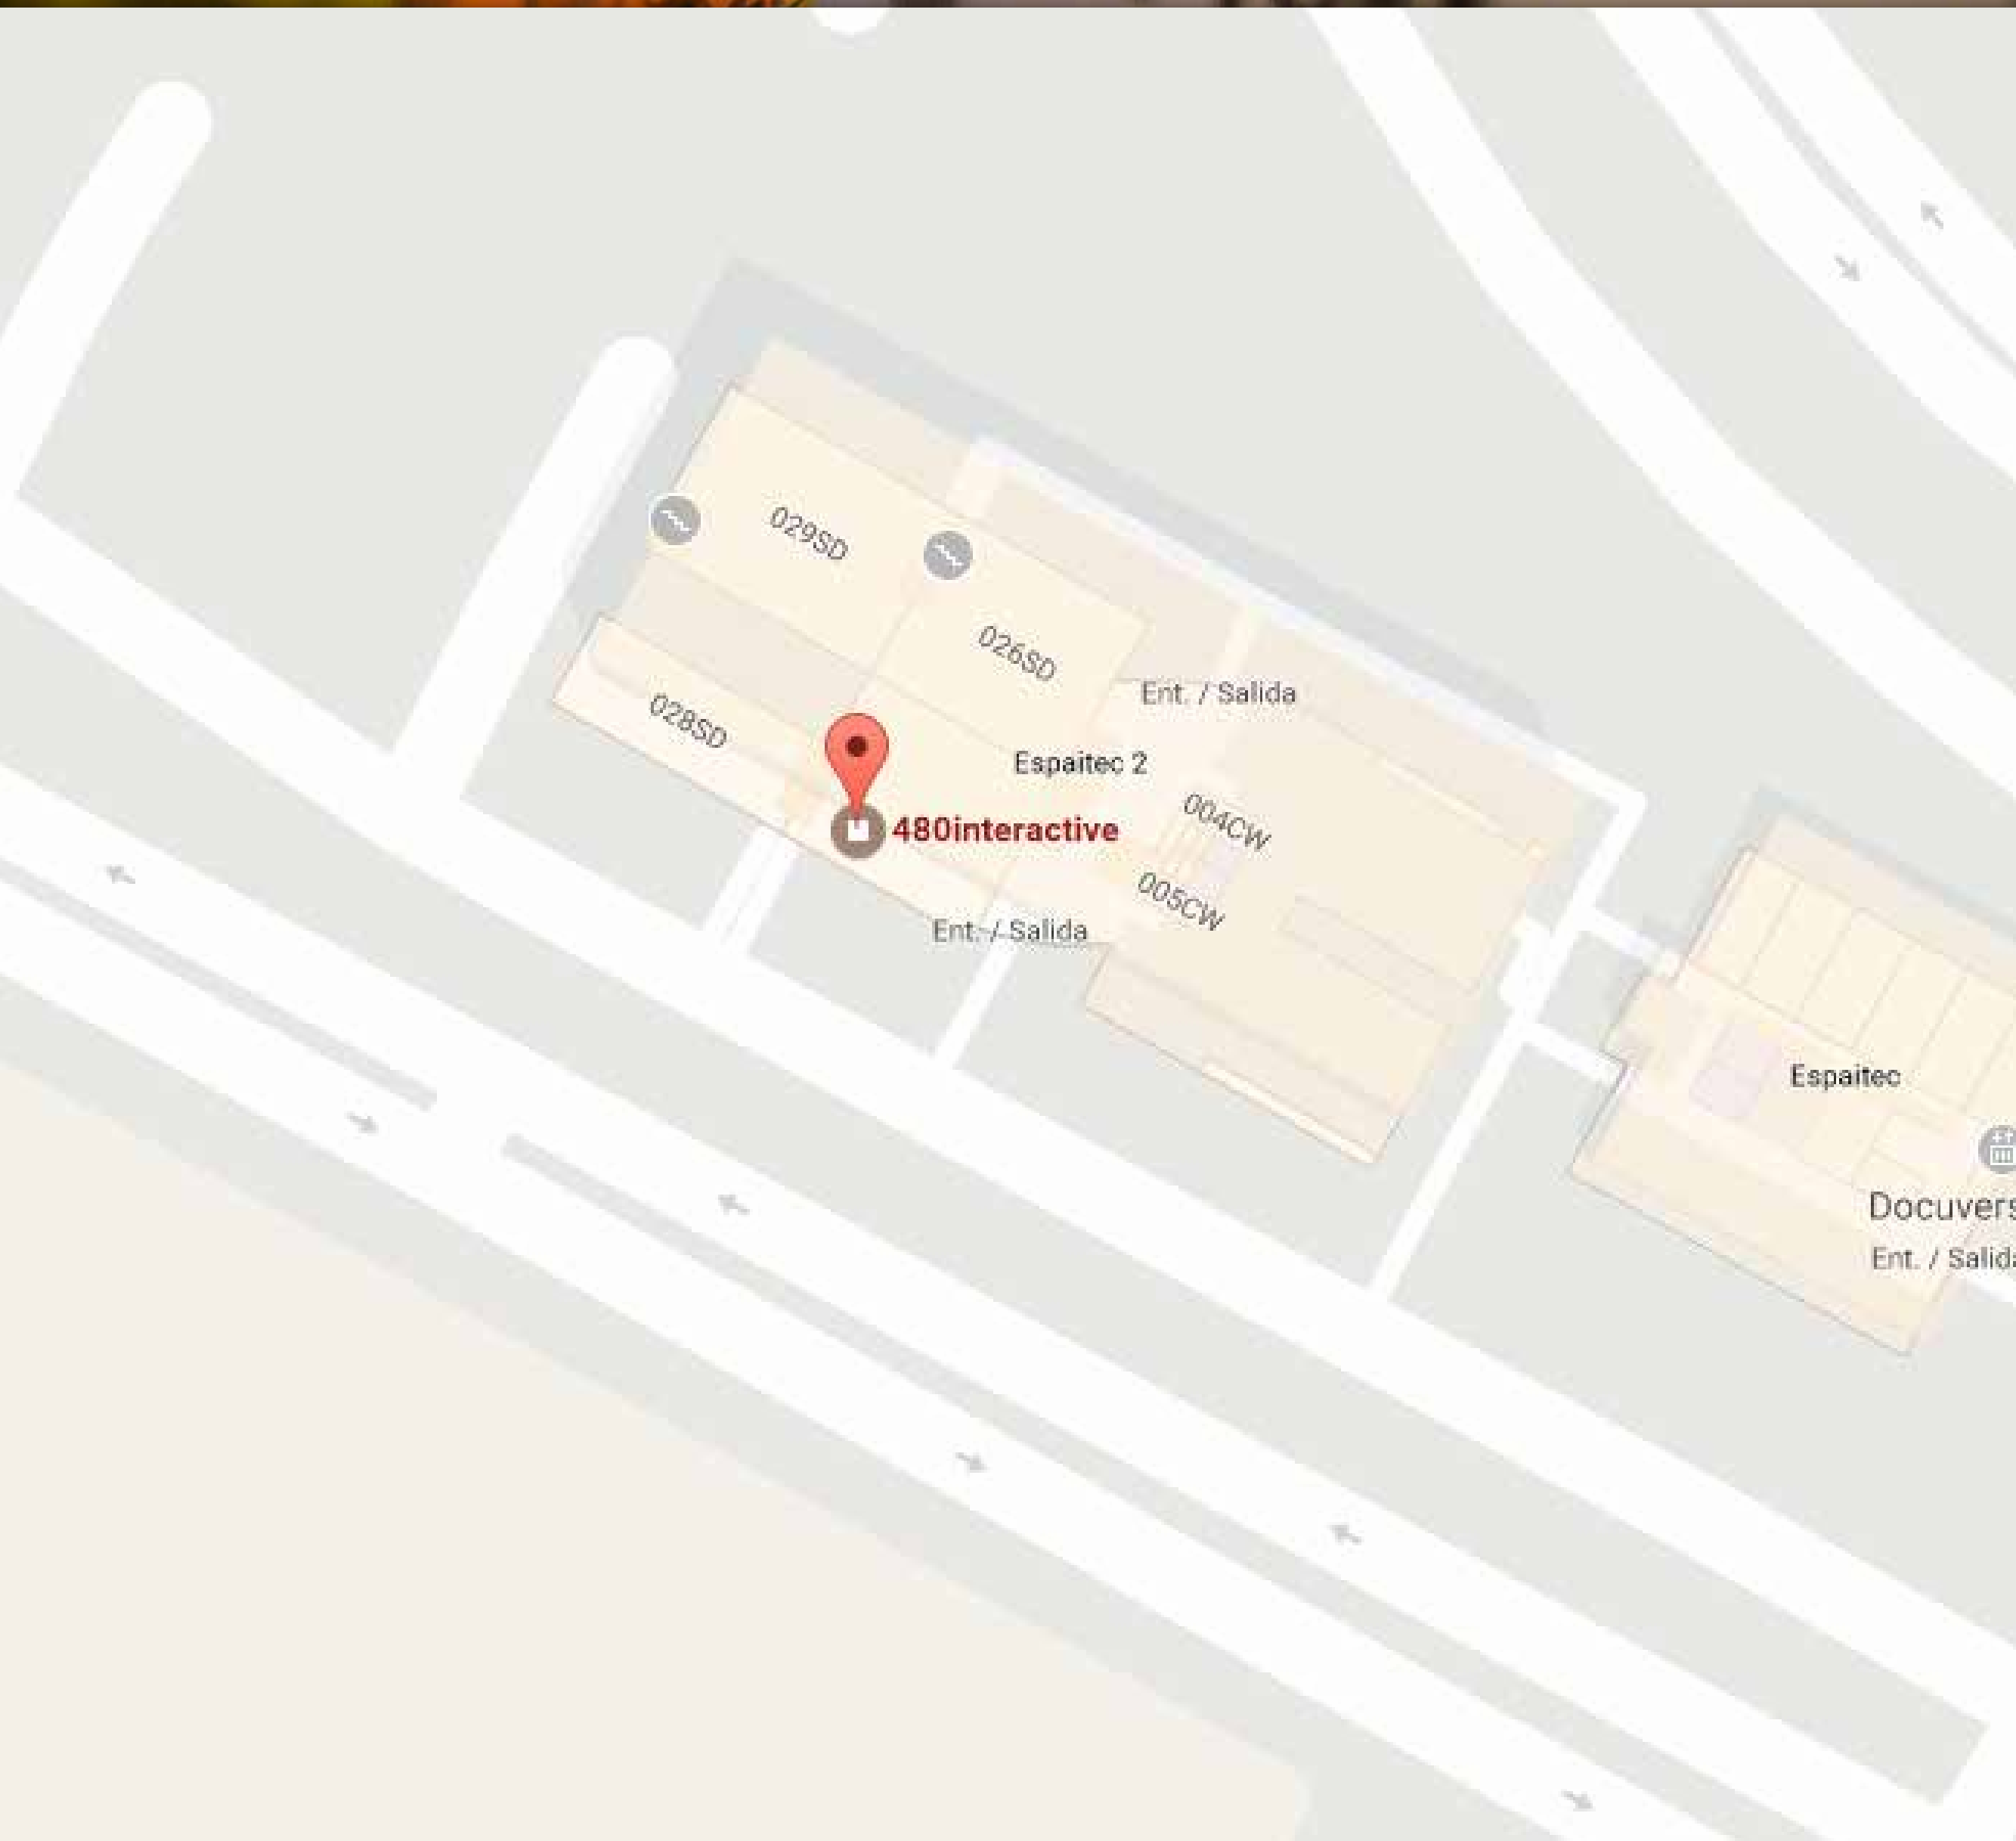 029SD
026SD
Ent. / Salida
028SD
Espaitec 2
004CW
480interactive
005CW
Ent. / Salida
Espaitec
Docuvers
Ent. / Salida